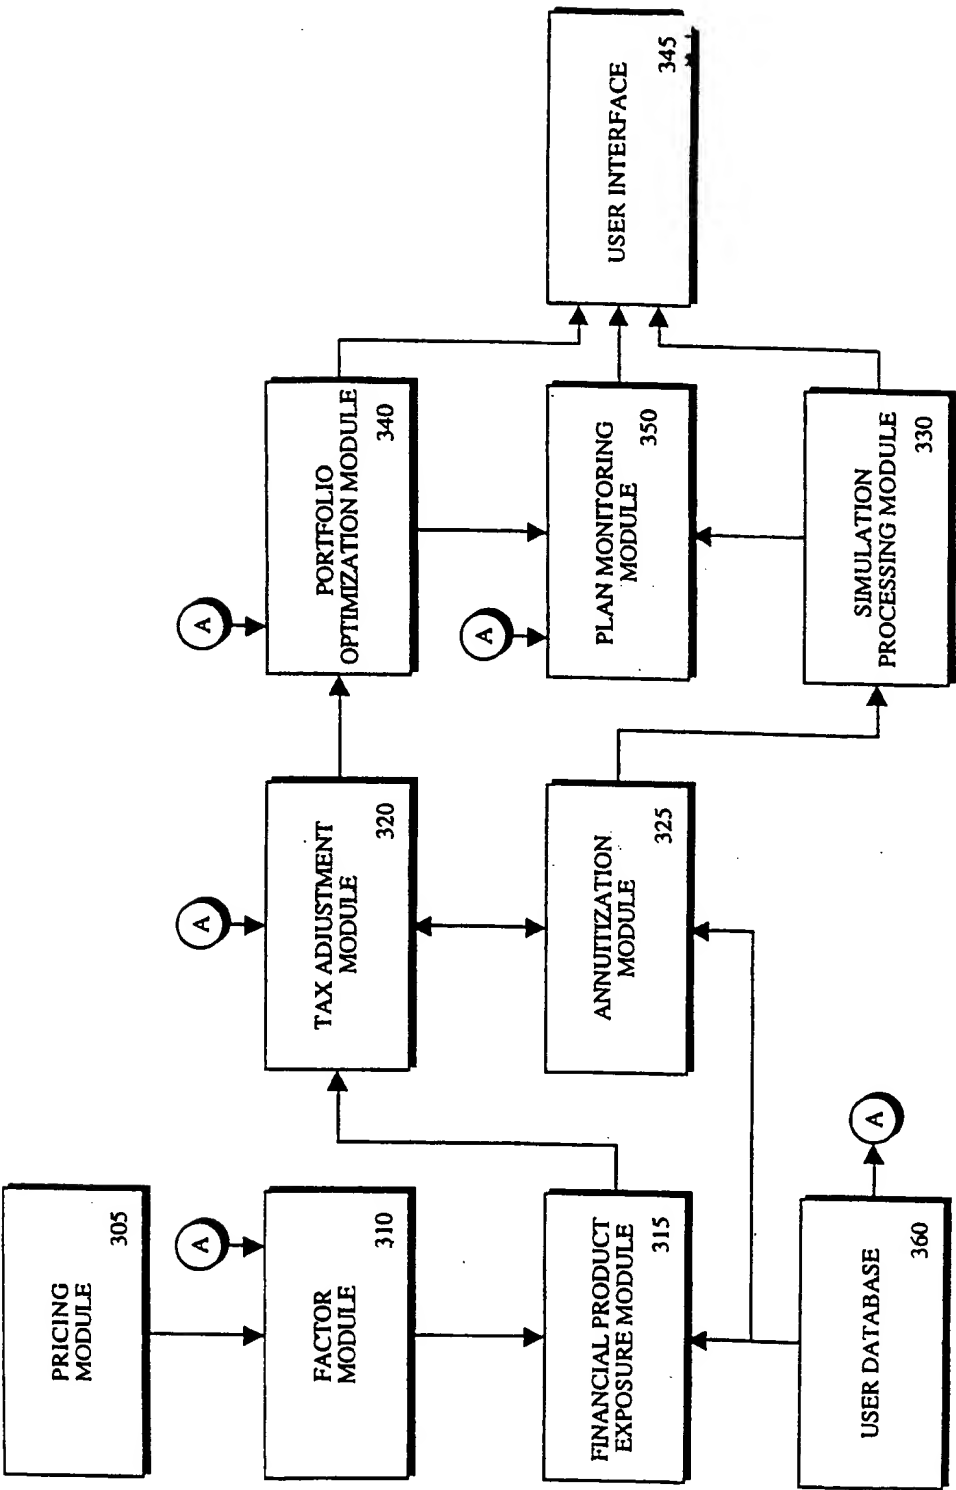 PRICING
MODULE
305
A
FACTOR
MODULE
310
FINANCIAL PRODUCT
EXPOSURE MODULE
315
USER DATABASE
360
A
A
TAX ADJUSTMENT
MODULE
320
ANNUITIZATION
MODULE
325
A
PORTFOLIO
OPTIMIZATION MODULE
340
A
PLAN MONITORING
MODULE
350
SIMULATION
PROCESSING MODULE
330
USER INTERFACE
345